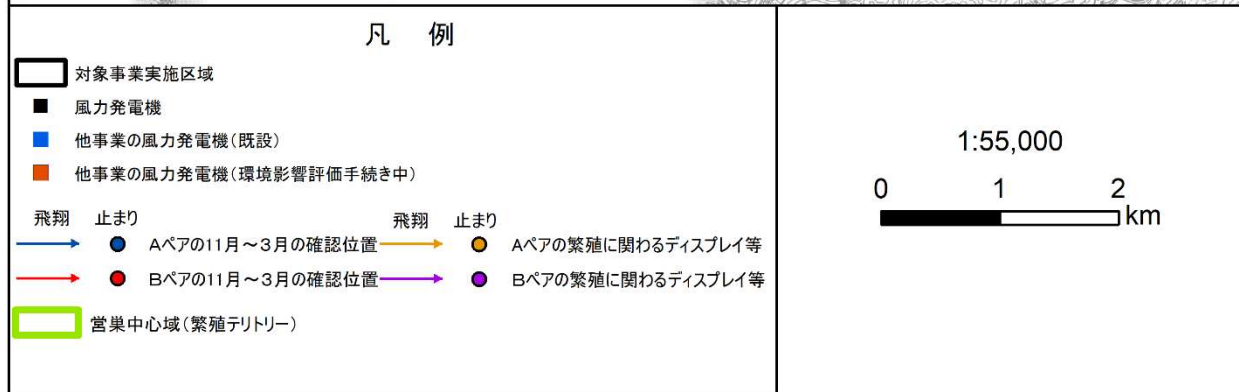 凡 例
対象事業実施区域
風力発電機
他事業の風力発電機(既設)
他事業の風力発電機(環境影響評価手続き中)
飛翔 止まり 飛翔 止まり
Aペアの11月~3月の確認位置 Aペアの繁殖に関わるディスプレイ等
Bペアの11月~3月の確認位置 Bペアの繁殖に関わるディスプレイ等
営巣中心域(繁殖テリトリー)
1:55,000
0 1 2
km